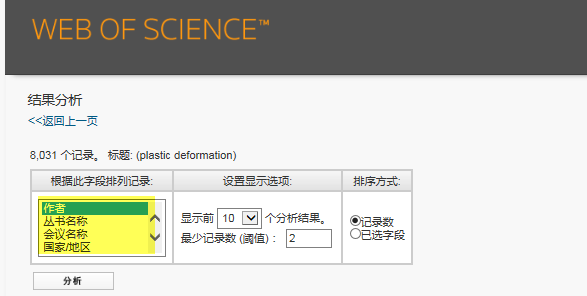 WEB OF SCIENCE™
结果分析
<<返回上一页
8,031 个记录。 标题: (plastic deformation)
根据此字段排列记录: 设置显示选项: 排序方式:
作者
丛书名称
会议名称
国家/地区
显示前 10 个分析结果。
最少记录数 (阈值)： 2
记录数
已选字段
分析